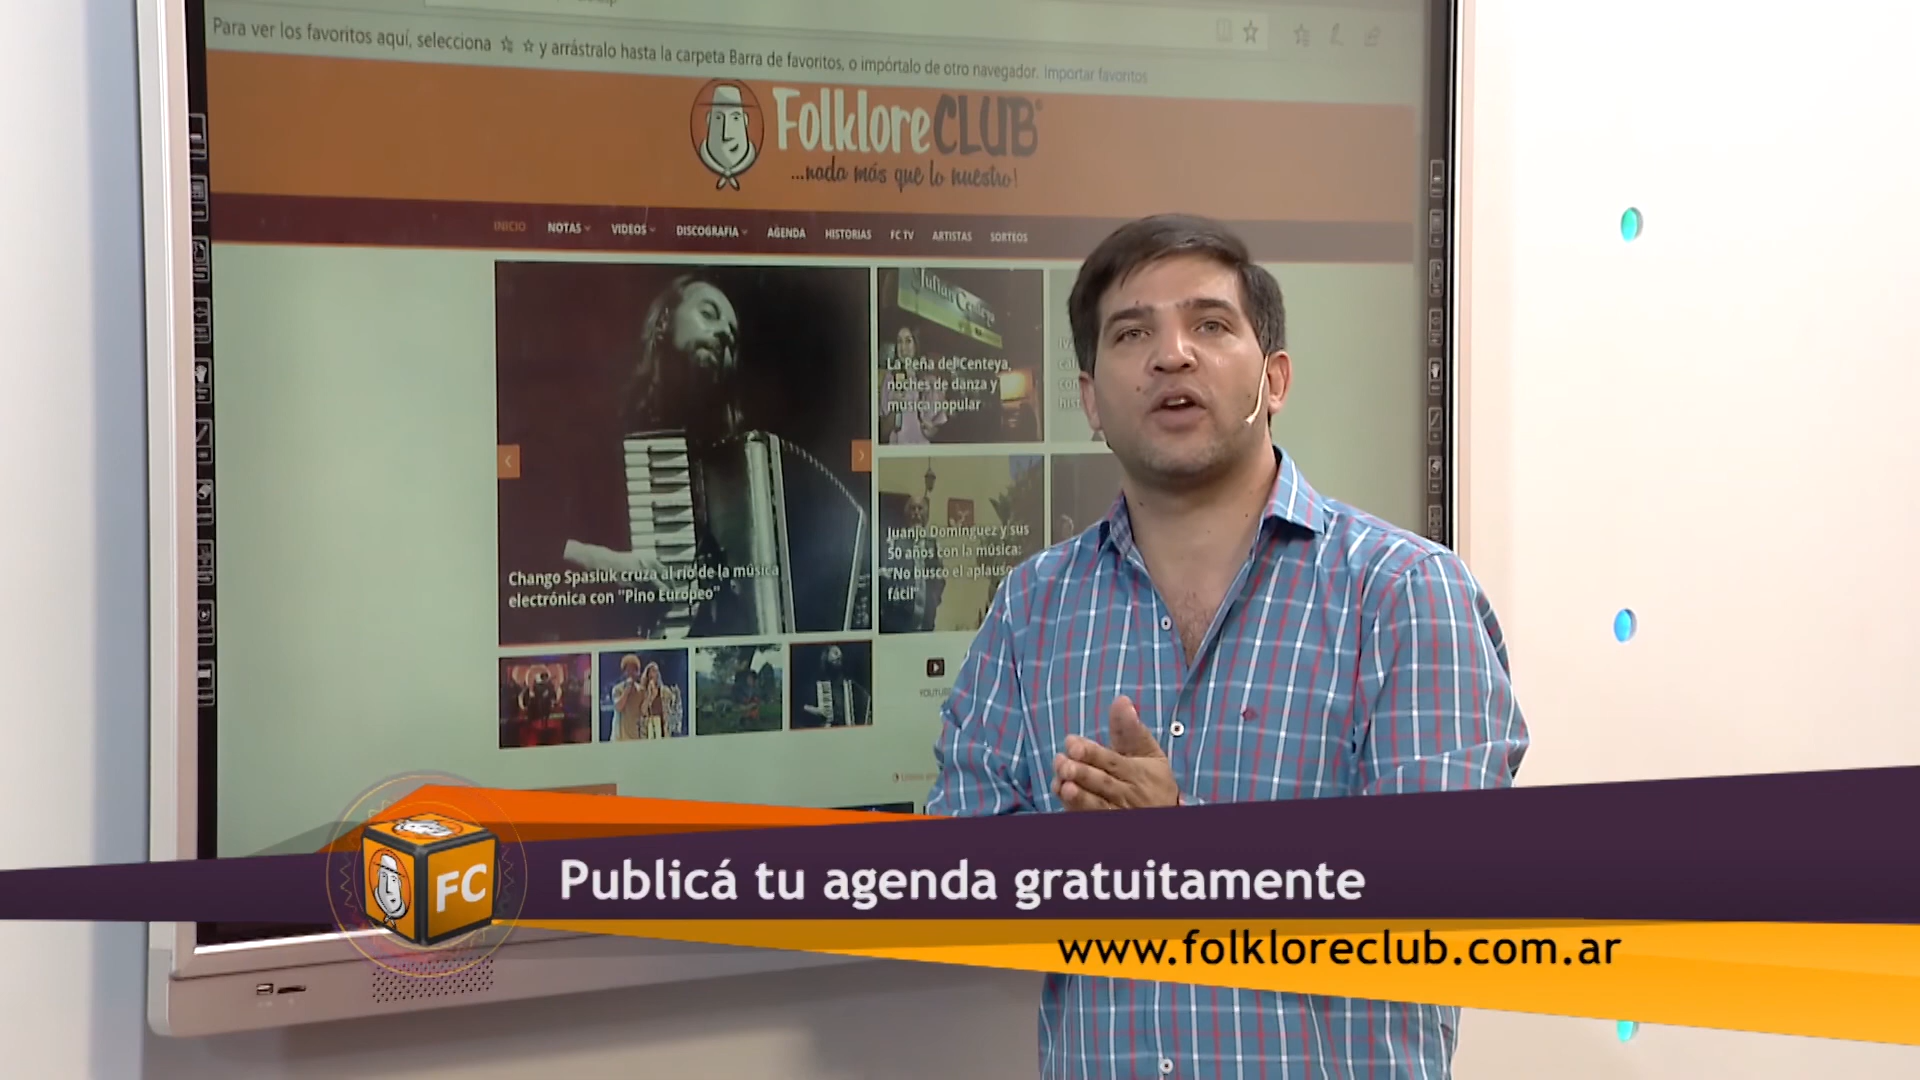 Para ver los favoritos aquí, selecciona y arrástralo hasta la carpeta Barra de favoritos, o impórtalo de otro navegador. Importar favoritos
FolkloreCLUB
...nada más que lo nuestro!
INICIO NOTAS VIDEOS DISCOGRAFIA AGENDA HISTORIAS FC TV ARTISTAS SORTEOS
Julián Centeya
La Peña del Centeya,
noches de danza y
música popular
Juanjo Domínguez y sus
50 años con la música:
"No busco el aplauso
fácil"
Chango Spasiuk cruza al río de la música
electrónica con "Pino Europeo"
FC
Publicá tu agenda gratuitamente
www.folkloreclub.com.ar